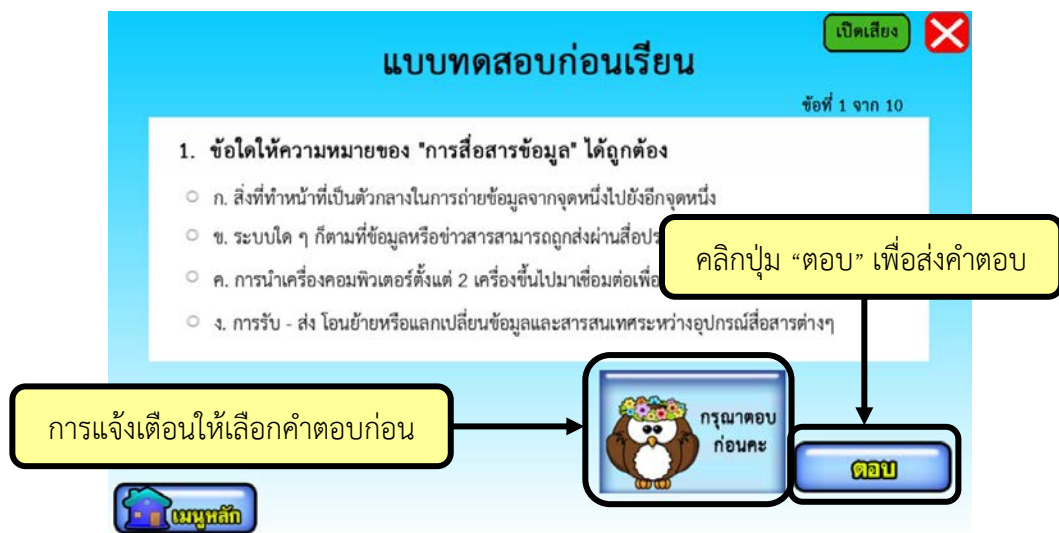 เปิดเสียง
แบบทดสอบก่อนเรียน
ข้อที่ 1 จาก 10
1. ข้อใดให้ความหมายของ "การสื่อสารข้อมูล" ได้ถูกต้อง
ก. สิ่งที่ทำหน้าที่เป็นตัวกลางในการถ่ายข้อมูลจากจุดหนึ่งไปยังอีกจุดหนึ่ง
ข. ระบบใด ๆ ก็ตามที่ข้อมูลหรือข่าวสารสามารถถูกส่งผ่านสื่อ
คลิกปุ่ม “ตอบ” เพื่อส่งคำตอบ
ค. การนำเครื่องคอมพิวเตอร์ตั้งแต่ 2 เครื่องขึ้นไปมาเชื่อมต่อ
ง. การรับ - ส่ง โอนย้ายหรือแลกเปลี่ยนข้อมูลและสารสนเทศระหว่างอุปกรณ์สื่อสารต่างๆ
การแจ้งเตือนให้เลือกคำตอบก่อน
กรุณาตอบ
ก่อนคะ
ตอบ
เมนูหลัก